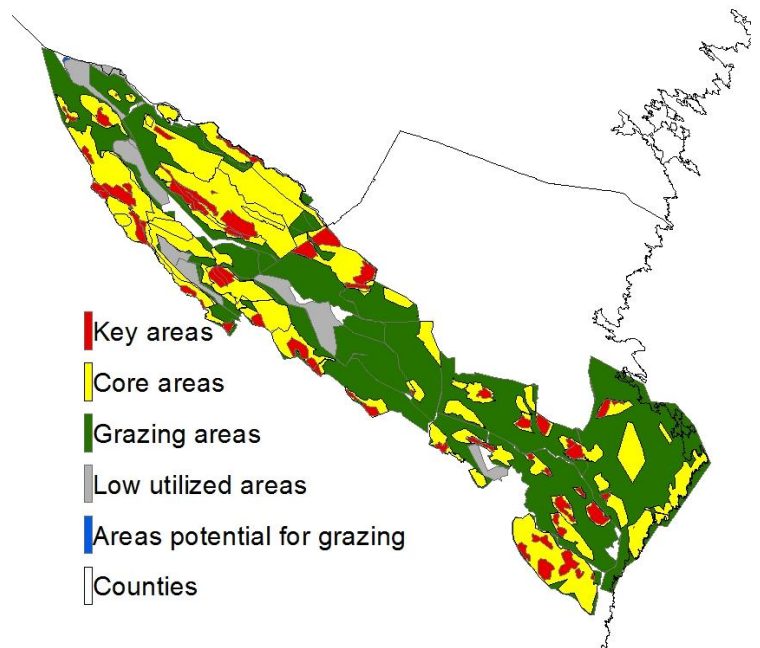 Key areas
Core areas
Grazing areas
Low utilized areas
Areas potential for grazing
Counties